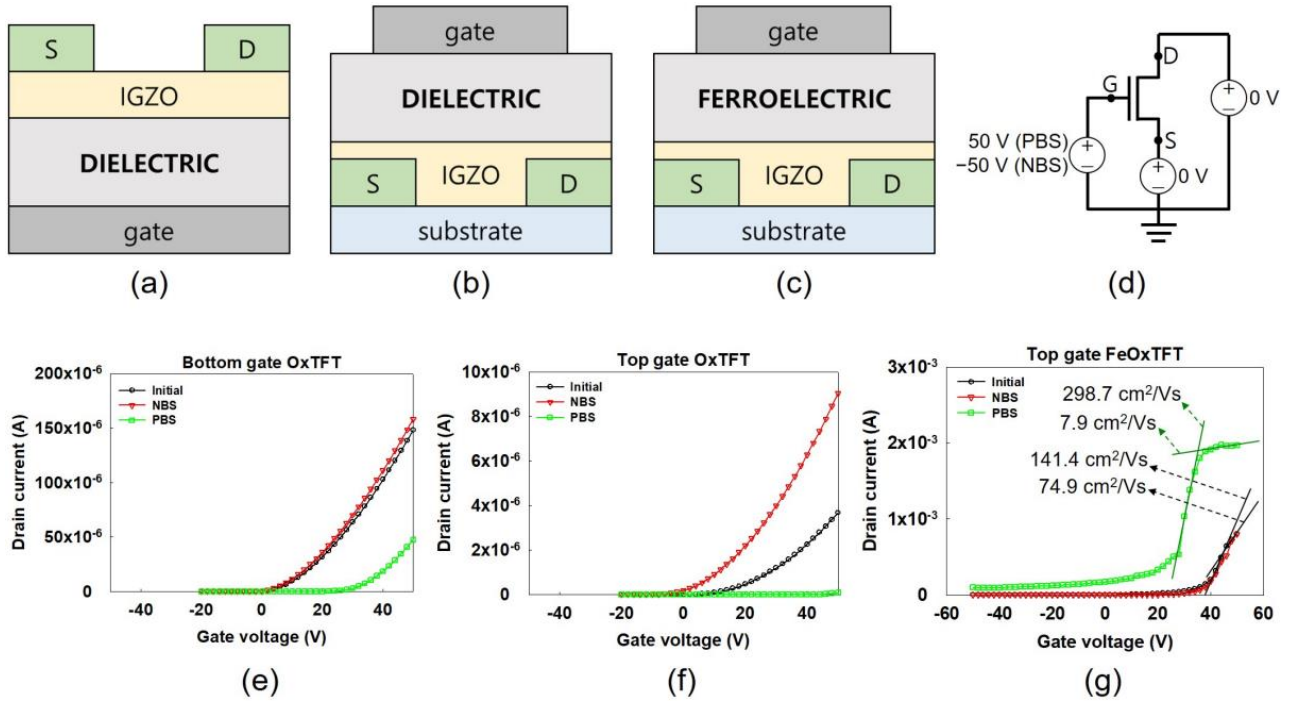 S
D
IGZO
DIELECTRIC
gate
(a)
gate
DIELECTRIC
S
IGZO
D
substrate
(b)
gate
FERROELECTRIC
S
IGZO
D
substrate
(c)
D
G
+
−
0 V
50 V (PBS)
−50 V (NBS)
+
−
S
+
−
0 V
(d)
Bottom gate OxTFT
200x10-6
150x10-6
100x10-6
50x10-6
0
Initial
NBS
PBS
-40 -20 0 20 40
Drain current (A)
Gate voltage (V)
(e)
Top gate OxTFT
10x10-6
8x10-6
6x10-6
4x10-6
2x10-6
0
Initial
NBS
PBS
-40 -20 0 20 40
Drain current (A)
Gate voltage (V)
(f)
Top gate FeOxTFT
3x10-3
2x10-3
1x10-3
0
Initial
NBS
PBS
298.7 cm²/Vs
7.9 cm²/Vs
141.4 cm²/Vs
74.9 cm²/Vs
-60 -40 -20 0 20 40 60
Drain current (A)
Gate voltage (V)
(g)